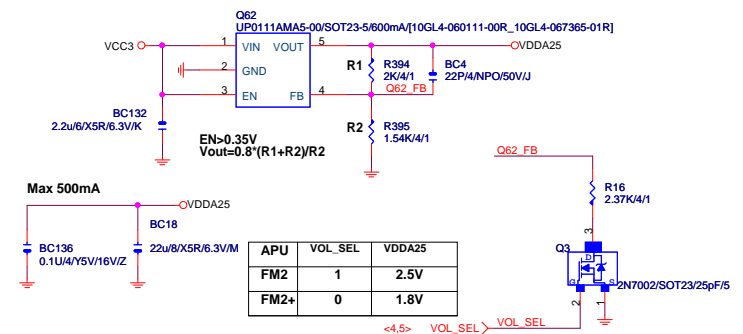 Q62
UP0111AMA5-00/SOT23-5/600mA/[10GL4-060111-00R_10GL4-067365-01R]
VCC3
1 VIN VOUT 5
VDDA25
2 GND
3 EN FB 4
R1
R394
2K/4/1
BC4
22P/4/NPO/50V/J
Q62_FB
BC132
2.2u/6/X5R/6.3V/K
R2
R395
1.54K/4/1
EN>0.35V
Vout=0.8*(R1+R2)/R2
Q62_FB
R16
2.37K/4/1
Max 500mA
VDDA25
BC136
0.1U/4/Y5V/16V/Z
BC18
22u/8/X5R/6.3V/M
APU VOL_SEL VDDA25
FM2 1 2.5V
FM2+ 0 1.8V
Q3
3
D
G S
2N7002/SOT23/25pF/5
2 1
<4,5> VOL_SEL VOL_SEL